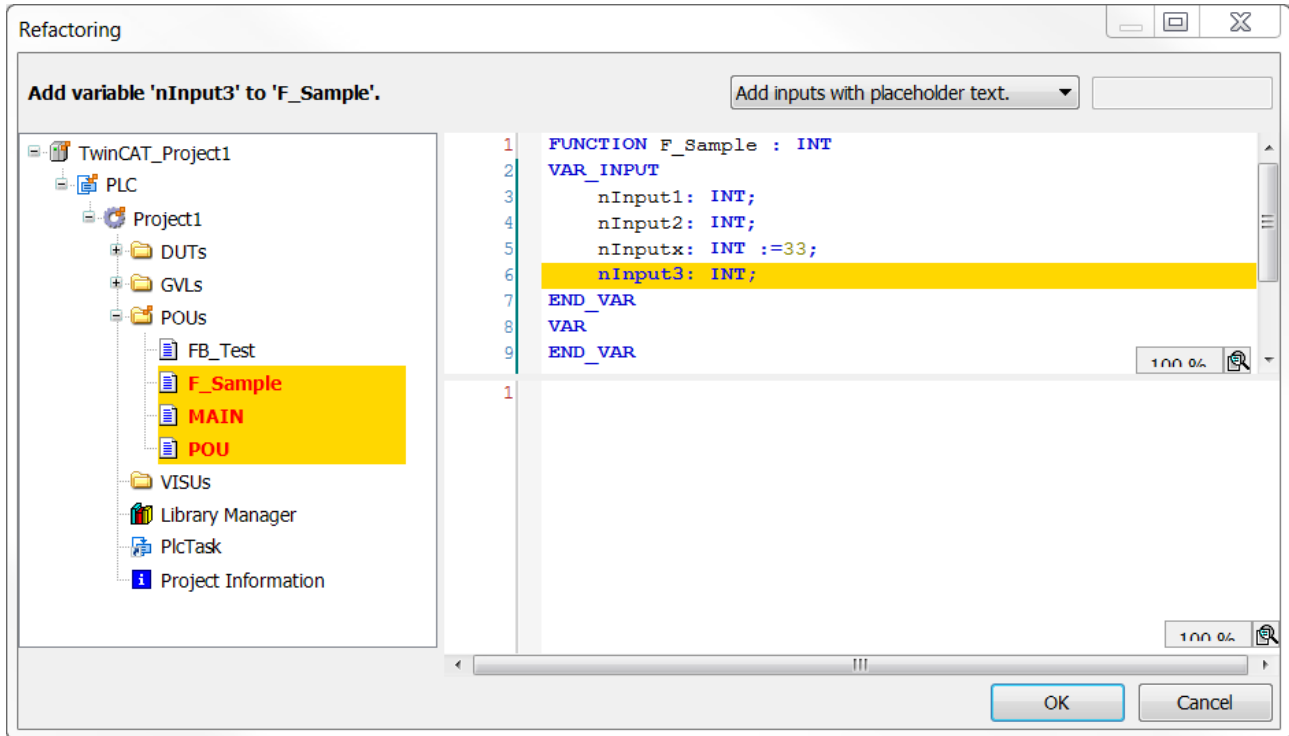 Refactoring
Add variable 'nInput3' to 'F_Sample'.
Add inputs with placeholder text.
TwinCAT_Project1
PLC
Project1
DUTs
GVLs
POUs
FB_Test
F_Sample
MAIN
POU
VISUs
Library Manager
PlcTask
Project Information
1 FUNCTION F_Sample : INT
2 VAR_INPUT
3 nInput1: INT;
4 nInput2: INT;
5 nInputx: INT :=33;
6 nInput3: INT;
7 END_VAR
8 VAR
9 END_VAR
100 %
1
100 %
OK
Cancel